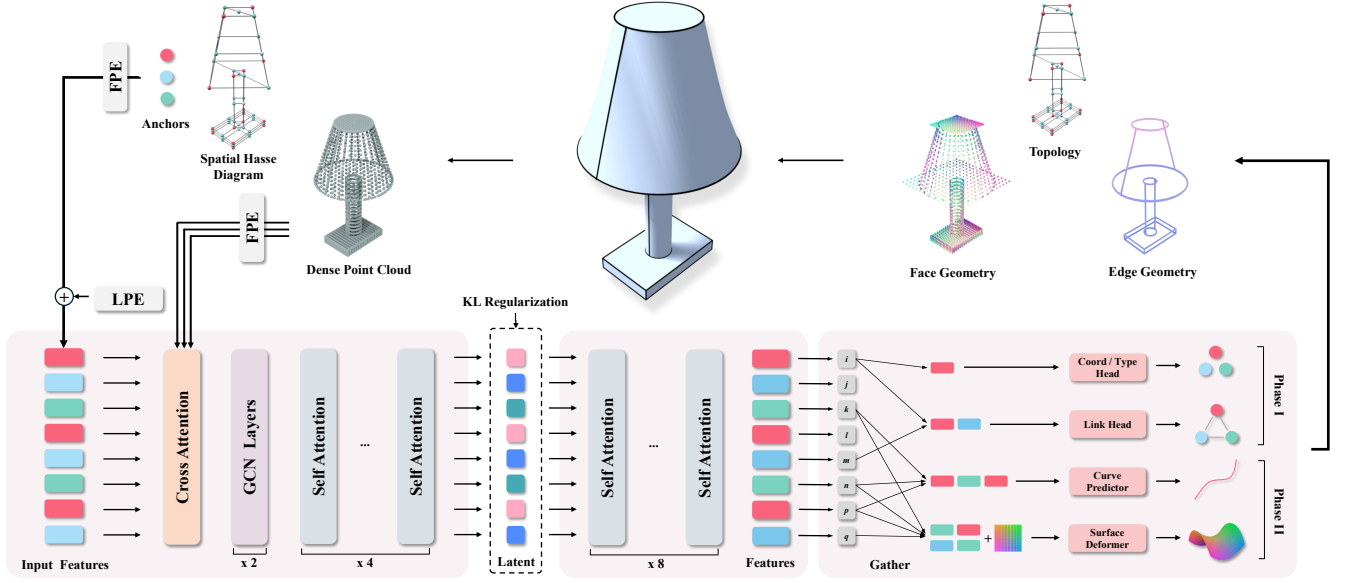 FPE
Anchors
Spatial Hasse
Diagram
FPE
Dense Point Cloud
Topology
Face Geometry
Edge Geometry
+
LPE
KL Regularization
Cross Attention
GCN Layers
Self Attention
...
Self Attention
Self Attention
...
Self Attention
i
j
k
l
m
n
p
q
+
Coord / Type
Head
Link Head
Curve
Predictor
Surface
Deformer
Phase I
Phase II
Input Features
x 2
x 4
Latent
x 8
Features
Gather